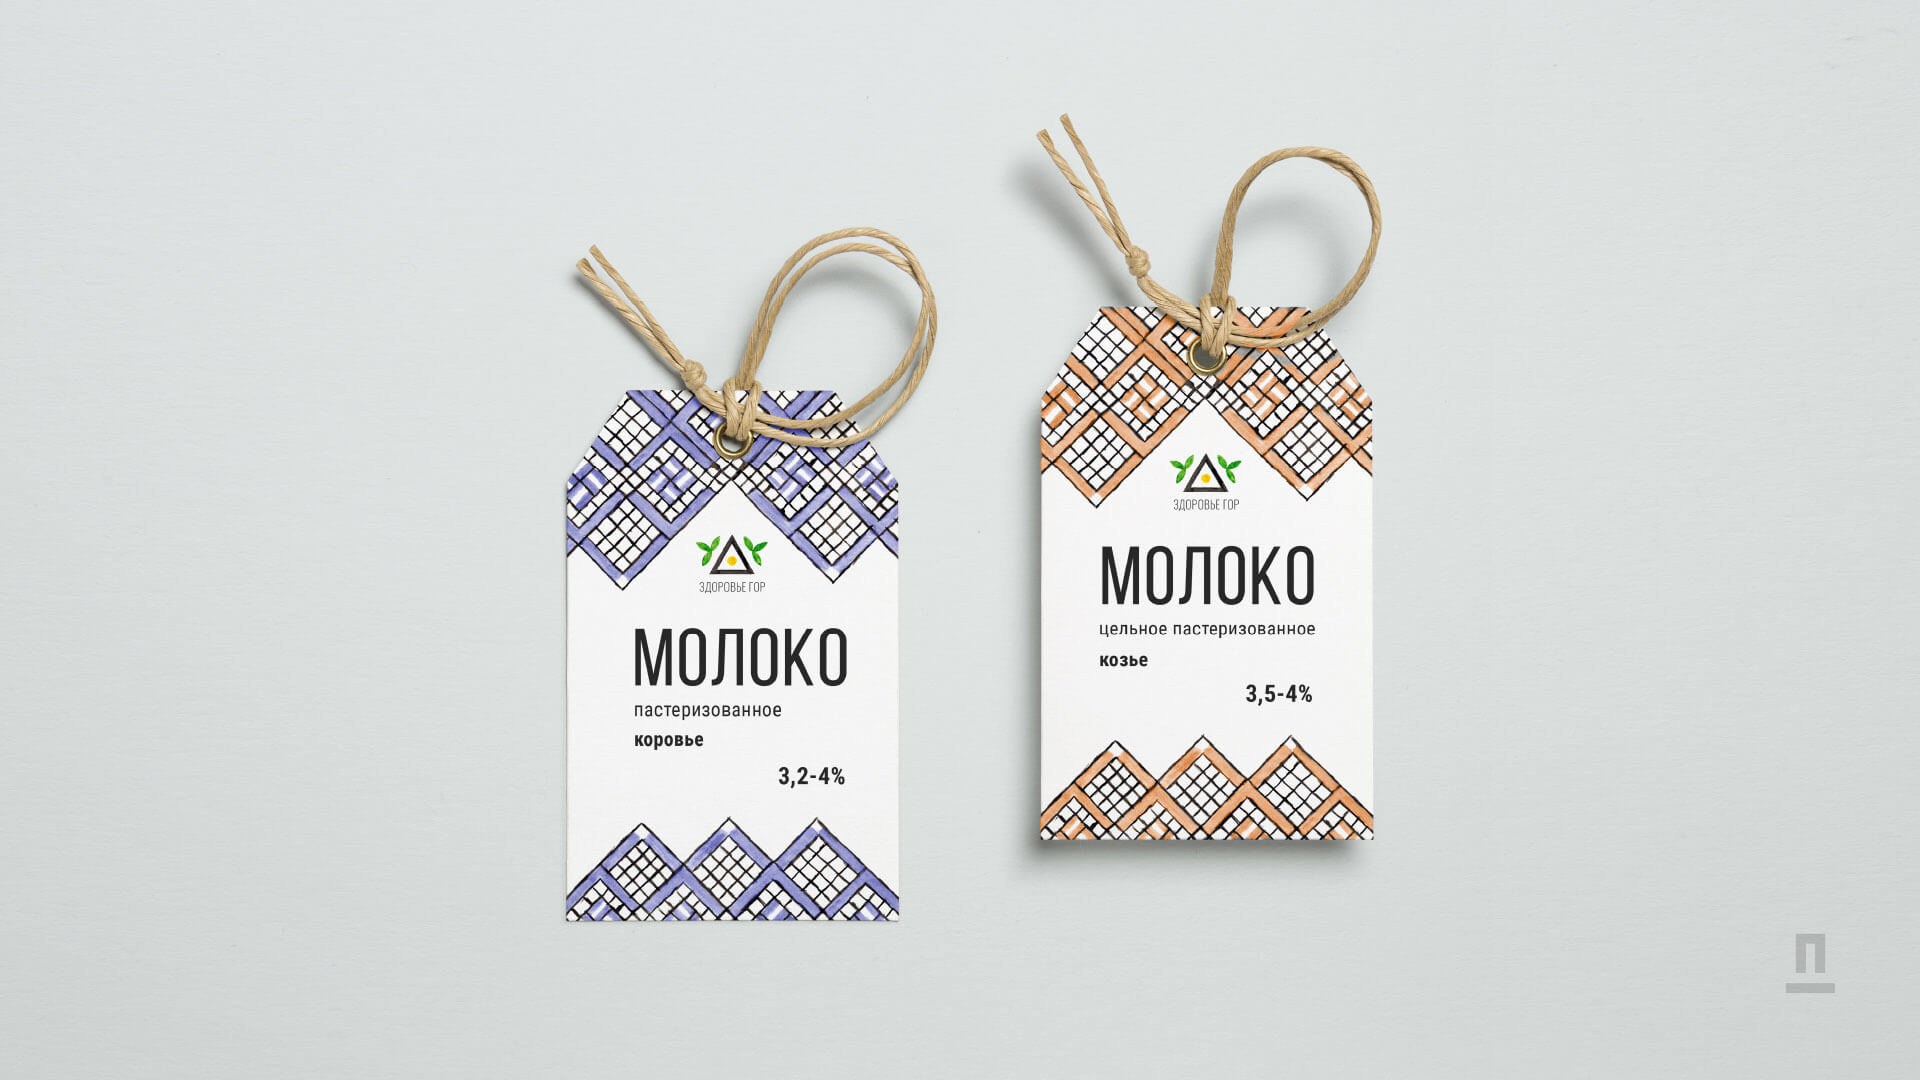 ЗДОРОВЬЕ ГОР
МОЛОКО
пастеризованное
коровье
3,2-4%
ЗДОРОВЬЕ ГОР
МОЛОКО
цельное пастеризованное
козье
3,5-4%
П